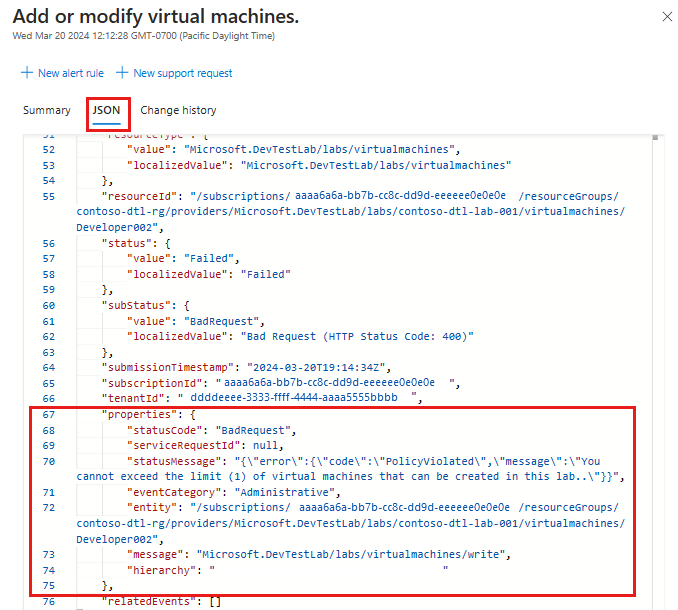 Add or modify virtual machines.
Wed Mar 20 2024 12:12:28 GMT-0700 (Pacific Daylight Time)
New alert rule New support request
Summary JSON Change history
51 "resourceType": {
52 "value": "Microsoft.DevTestLab/labs/virtualmachines",
53 "localizedValue": "Microsoft.DevTestLab/labs/virtualmachines"
54 },
55 "resourceId": "/subscriptions/ aaaa6a6a-bb7b-cc8c-dd9d-eeeeee0e0e0e /resourceGroups/
contoso-dtl-rg/providers/Microsoft.DevTestLab/labs/contoso-dtl-lab-001/virtualmachines/
Developer002",
56 "status": {
57 "value": "Failed",
58 "localizedValue": "Failed"
59 },
60 "subStatus": {
61 "value": "BadRequest",
62 "localizedValue": "Bad Request (HTTP Status Code: 400)"
63 },
64 "submissionTimestamp": "2024-03-20T19:14:34Z",
65 "subscriptionId": "aaaa6a6a-bb7b-cc8c-dd9d-eeeeee0e0e0e ",
66 "tenantId": " ddddeeee-3333-ffff-4444-aaaa5555bbbb ",
67 "properties": {
68 "statusCode": "BadRequest",
69 "serviceRequestId": null,
70 "statusMessage": "{\"error\":{\"code\":\"PolicyViolated\",\"message\":\"You
cannot exceed the limit (1) of virtual machines that can be created in this lab..\"}}",
71 "eventCategory": "Administrative",
72 "entity": "/subscriptions/ aaaa6a6a-bb7b-cc8c-dd9d-eeeeee0e0e0e /resourceGroups/
contoso-dtl-rg/providers/Microsoft.DevTestLab/labs/contoso-dtl-lab-001/virtualmachines/
Developer002",
73 "message": "Microsoft.DevTestLab/labs/virtualmachines/write",
74 "hierarchy": " "
75 },
76 "relatedEvents": []